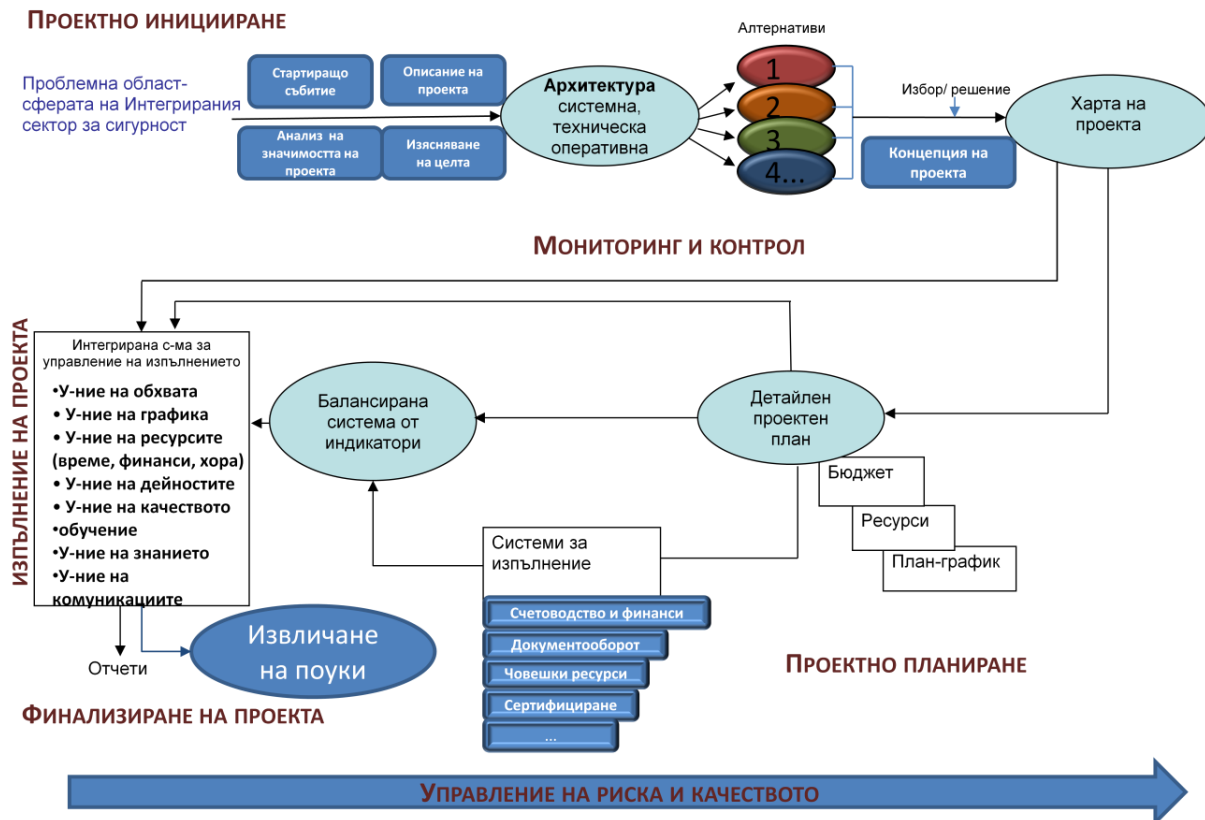 ПРОЕКТНО ИНИЦИИРАНЕ
Проблемна област-
сферата на Интегрирания
сектор за сигурност
Стартиращо
събитие
Описание на
проекта
Анализ на
значимостта на
проекта
Изясняване
на целта
Архитектура
системна,
техническа
оперативна
Алтернативи
1
2
3
4...
Избор/ решение
Концепция на
проекта
Харта на
проекта
МОНИТОРИНГ И КОНТРОЛ
ИЗПЪЛНЕНИЕ НА ПРОЕКТА
Интегрирана с-ма за
управление на изпълнението
•У-ние на обхвата
• У-ние на графика
• У-ние на ресурсите
(време, финанси, хора)
• У-ние на дейностите
• У-ние на качеството
•обучение
•У-ние на знанието
•У-ние на
комуникациите
Балансирана
система от
индикатори
Детайлен
проектен
план
Бюджет
Ресурси
План-график
Системи за
изпълнение
Счетоводство и финанси
Документооборот
Човешки ресурси
Сертифициране
...
Отчети
Извличане
на поуки
ПРОЕКТНО ПЛАНИРАНЕ
ФИНАЛИЗИРАНЕ НА ПРОЕКТА
УПРАВЛЕНИЕ НА РИСКА И КАЧЕСТВОТО